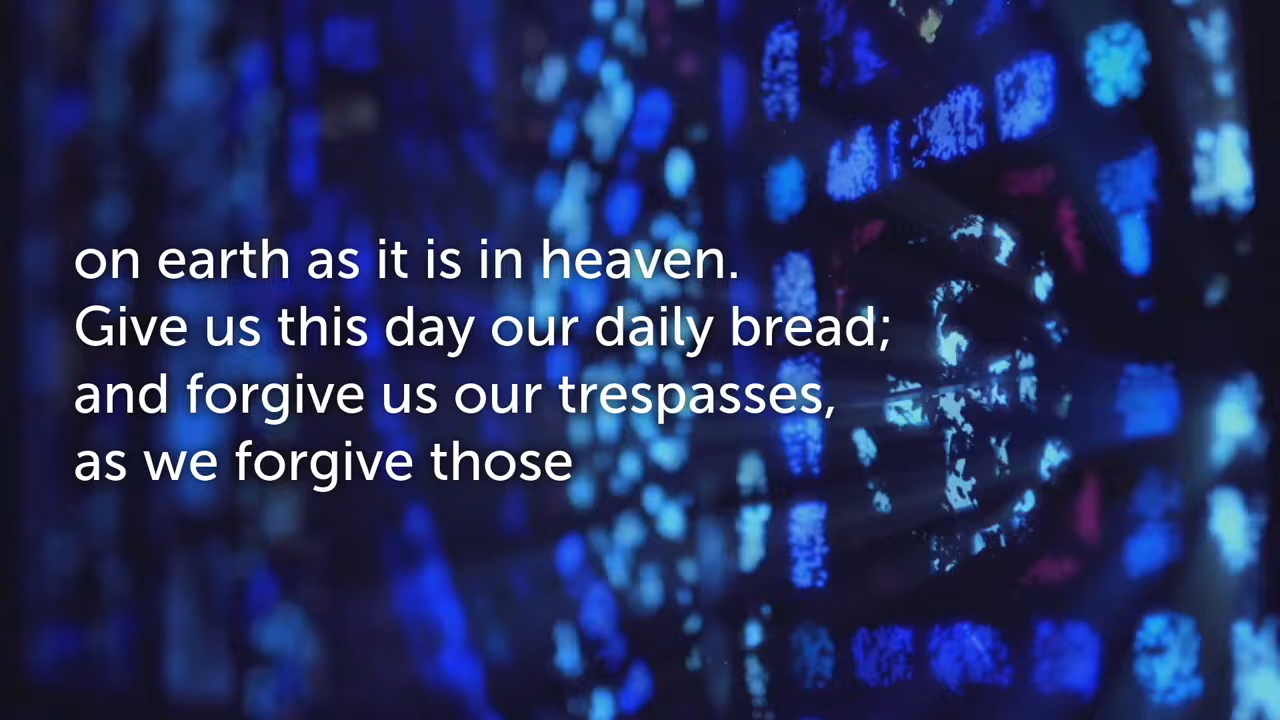 on earth as it is in heaven.
Give us this day our daily bread;
and forgive us our trespasses,
as we forgive those